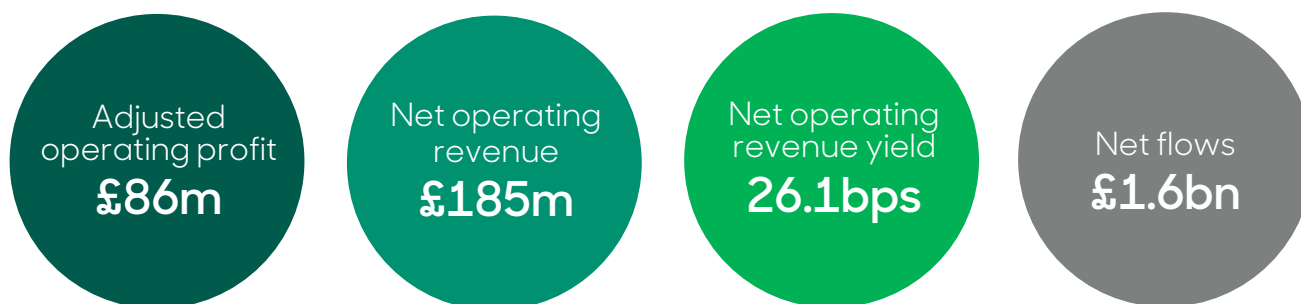 Adjusted
operating profit
£86m
Net operating
revenue
£185m
Net operating
revenue yield
26.1bps
Net flows
£1.6bn